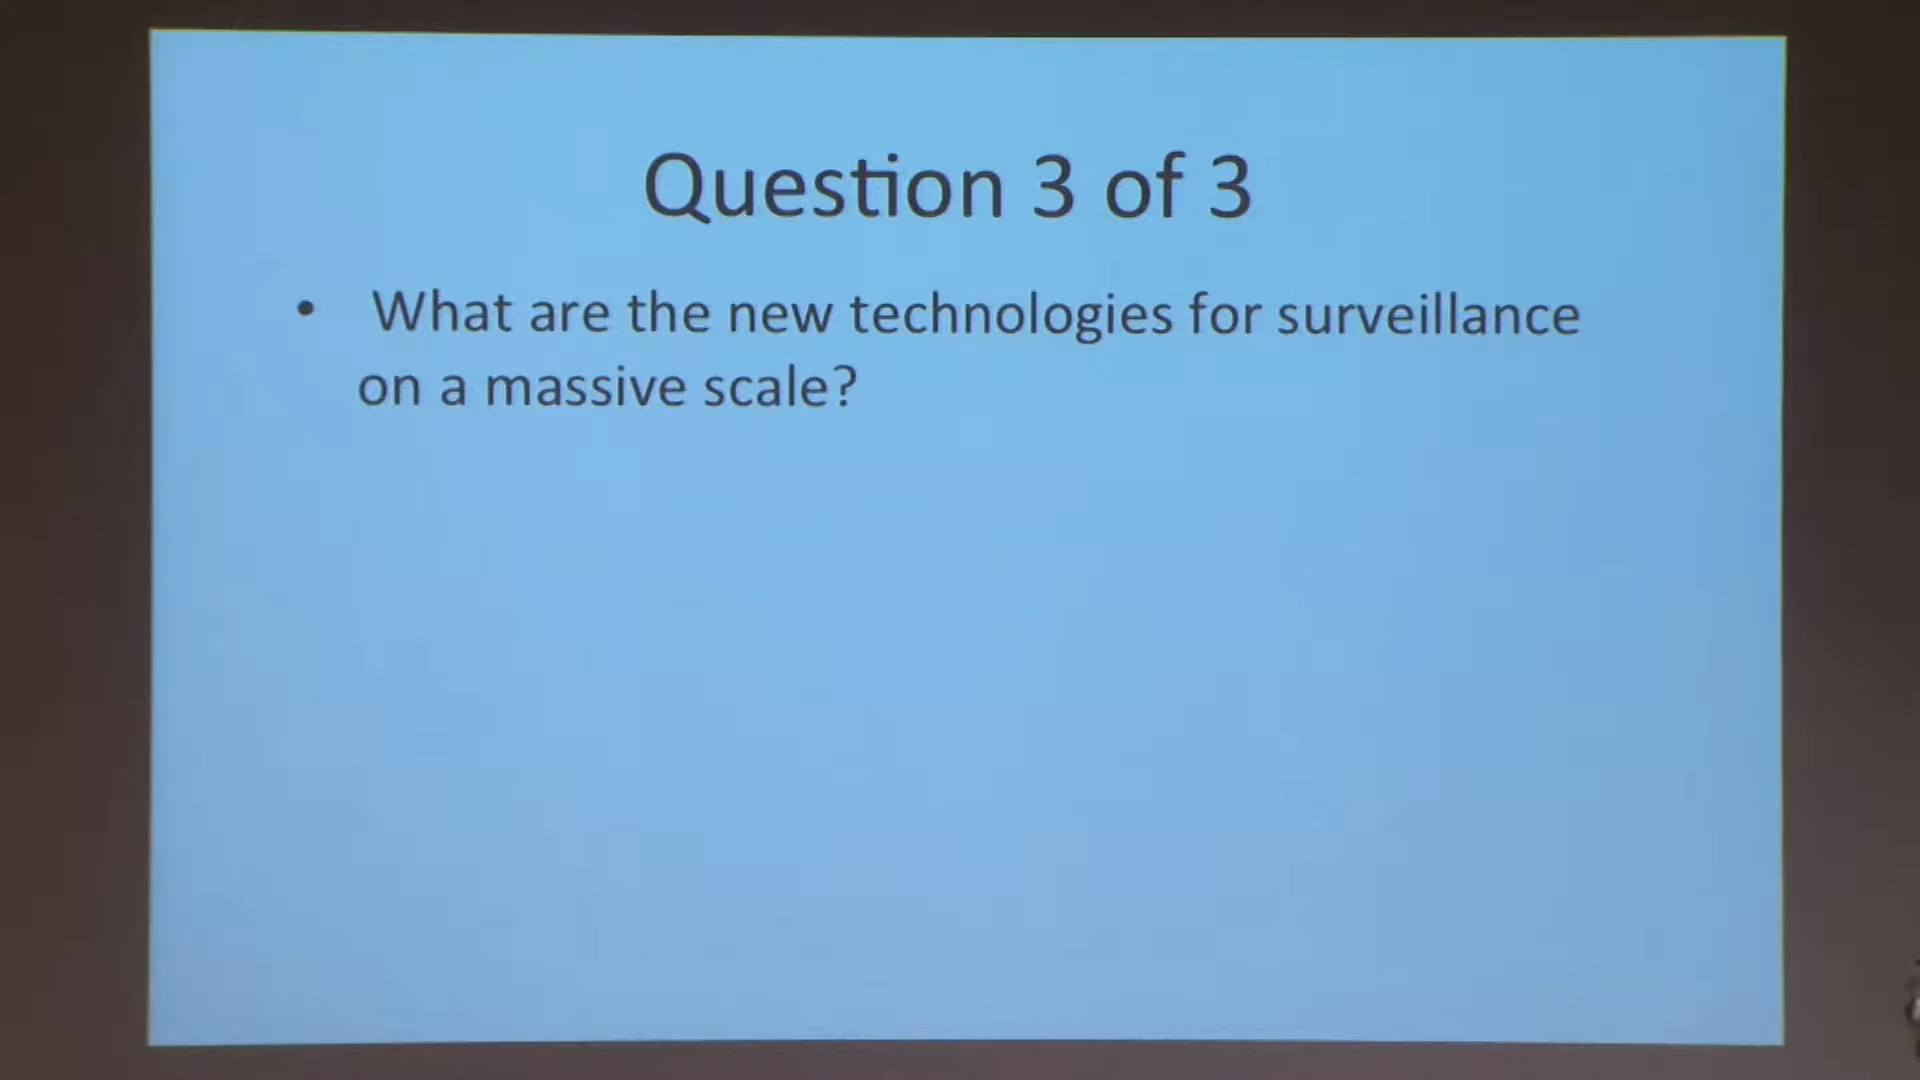 Question 3 of 3
• What are the new technologies for surveillance
on a massive scale?